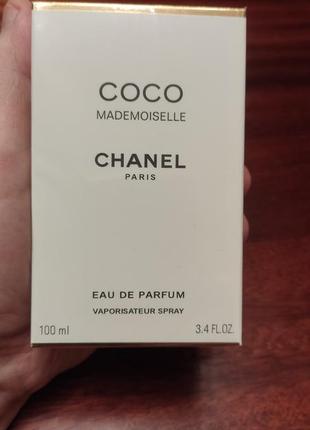 COCO
MADEMOISELLE
CHANEL
PARIS
EAU DE PARFUM
VAPORISATEUR SPRAY
100 ml 3.4 FL.OZ.